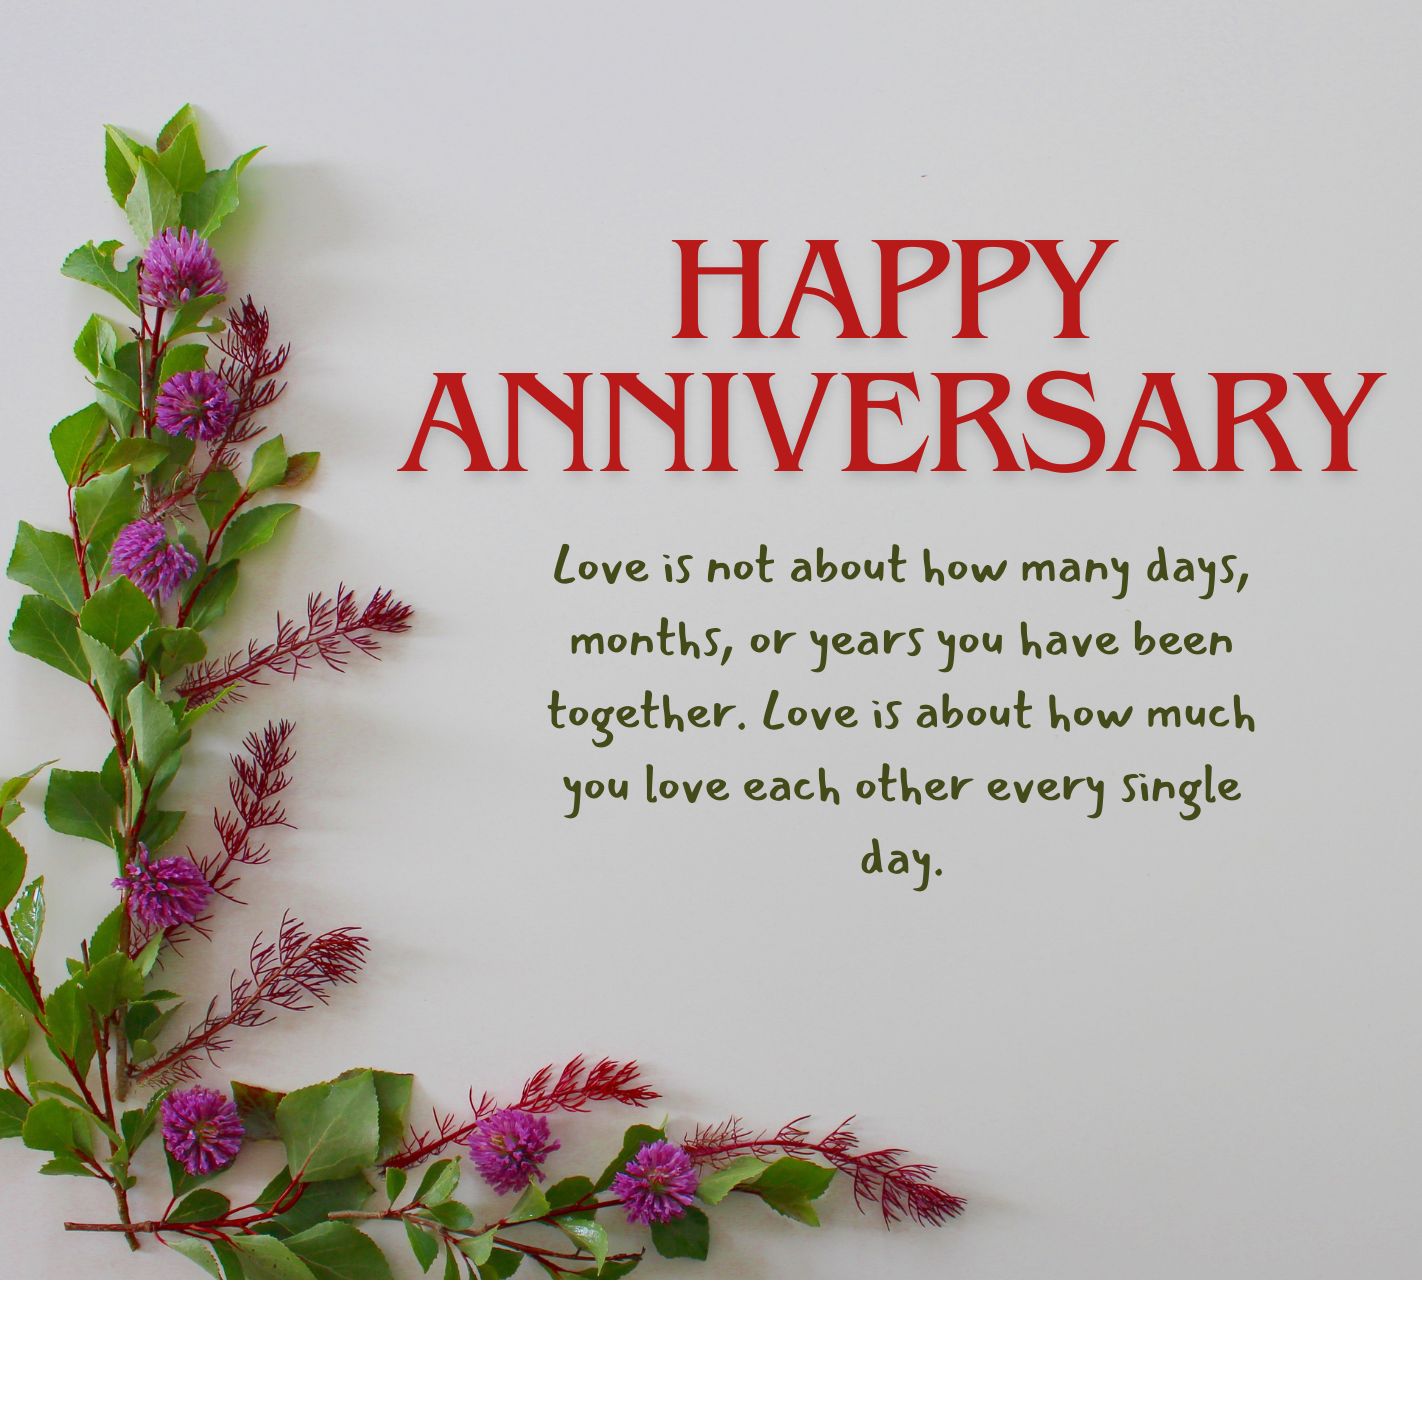 HAPPY
ANNIVERSARY
Love is not about how many days,
months, or years you have been
together. Love is about how much
you love each other every single
day.